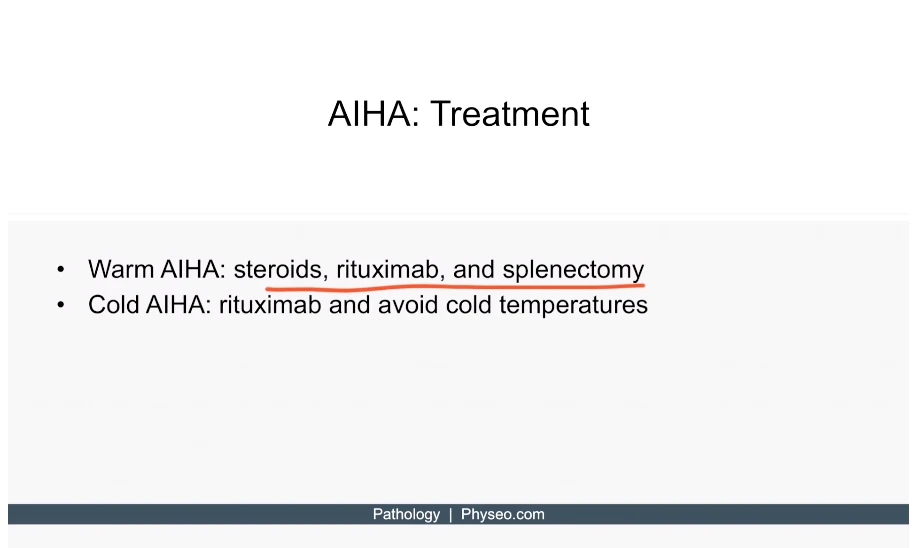 AIHA: Treatment
• Warm AIHA: steroids, rituximab, and splenectomy
• Cold AIHA: rituximab and avoid cold temperatures
Pathology | Physeo.com